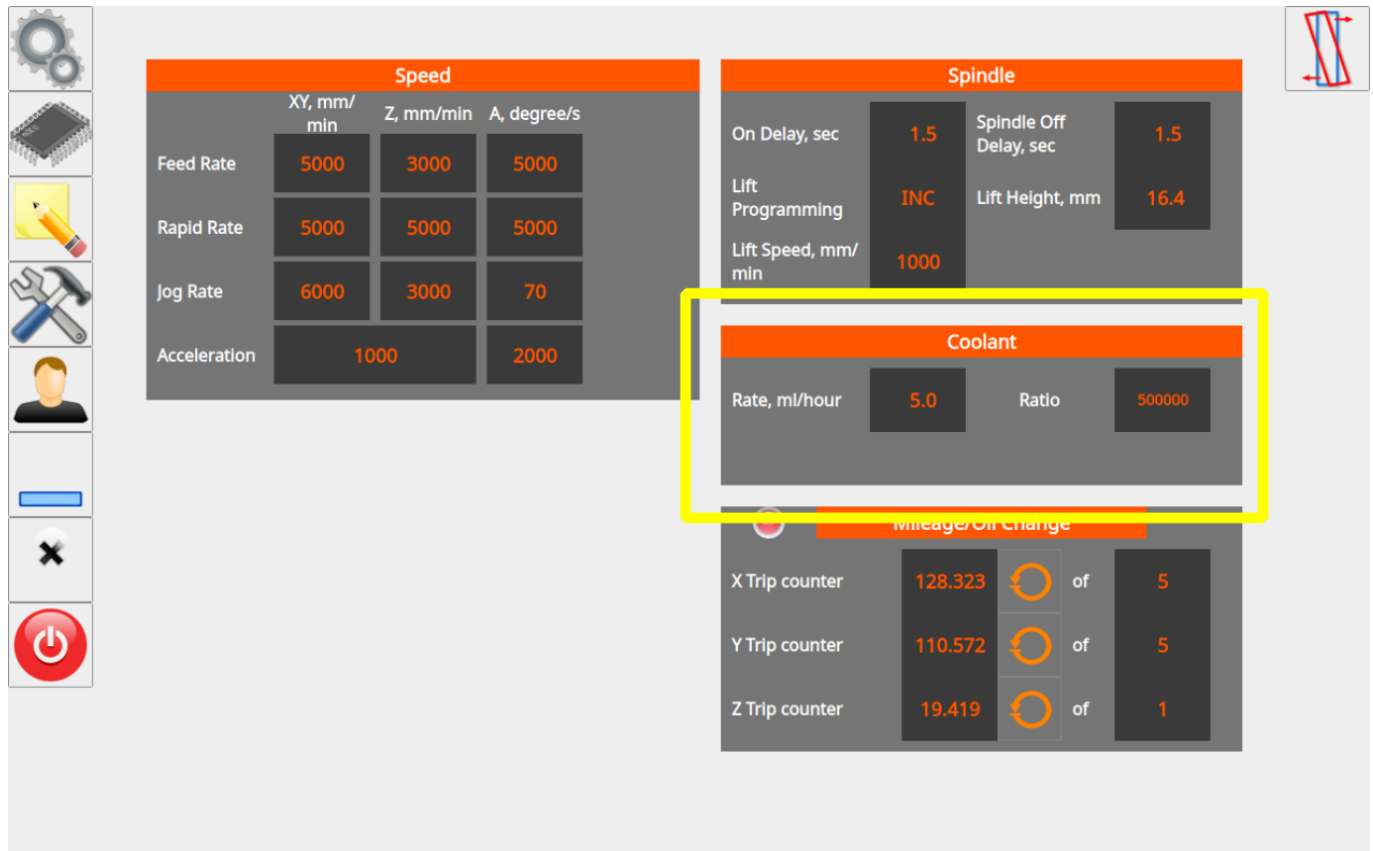 Speed
XY, mm/
min
Z, mm/min
A, degree/s
Feed Rate
5000
3000
5000
Rapid Rate
5000
5000
5000
Jog Rate
6000
3000
70
Acceleration
1000
2000
Spindle
On Delay, sec
1.5
Spindle Off
Delay, sec
1.5
Lift
Programming
INC
Lift Height, mm
16.4
Lift Speed, mm/
min
1000
Coolant
Rate, ml/hour
5.0
Ratio
500000
Mileage/Oil Change
X Trip counter
128.323
of
5
Y Trip counter
110.572
of
5
Z Trip counter
19.419
of
1